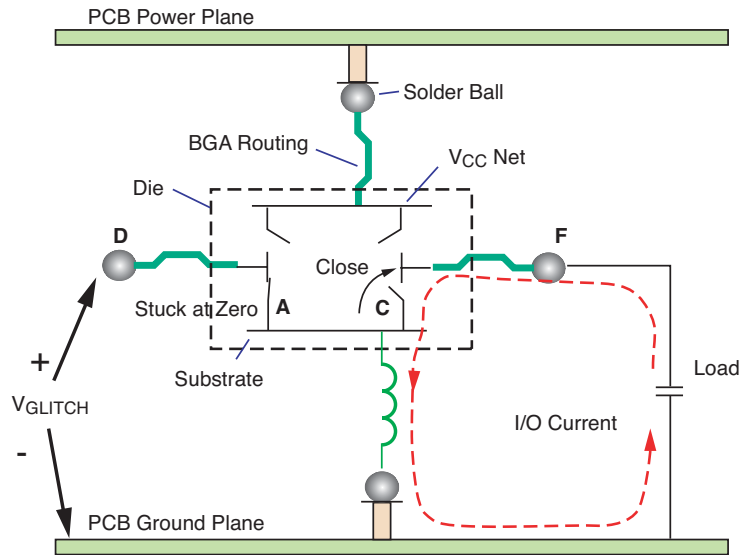 PCB Power Plane
Solder Ball
BGA Routing
VCC Net
Die
D
F
Close
Stuck at Zero
A
C
+
Substrate
Load
VGLITCH
I/O Current
-
PCB Ground Plane